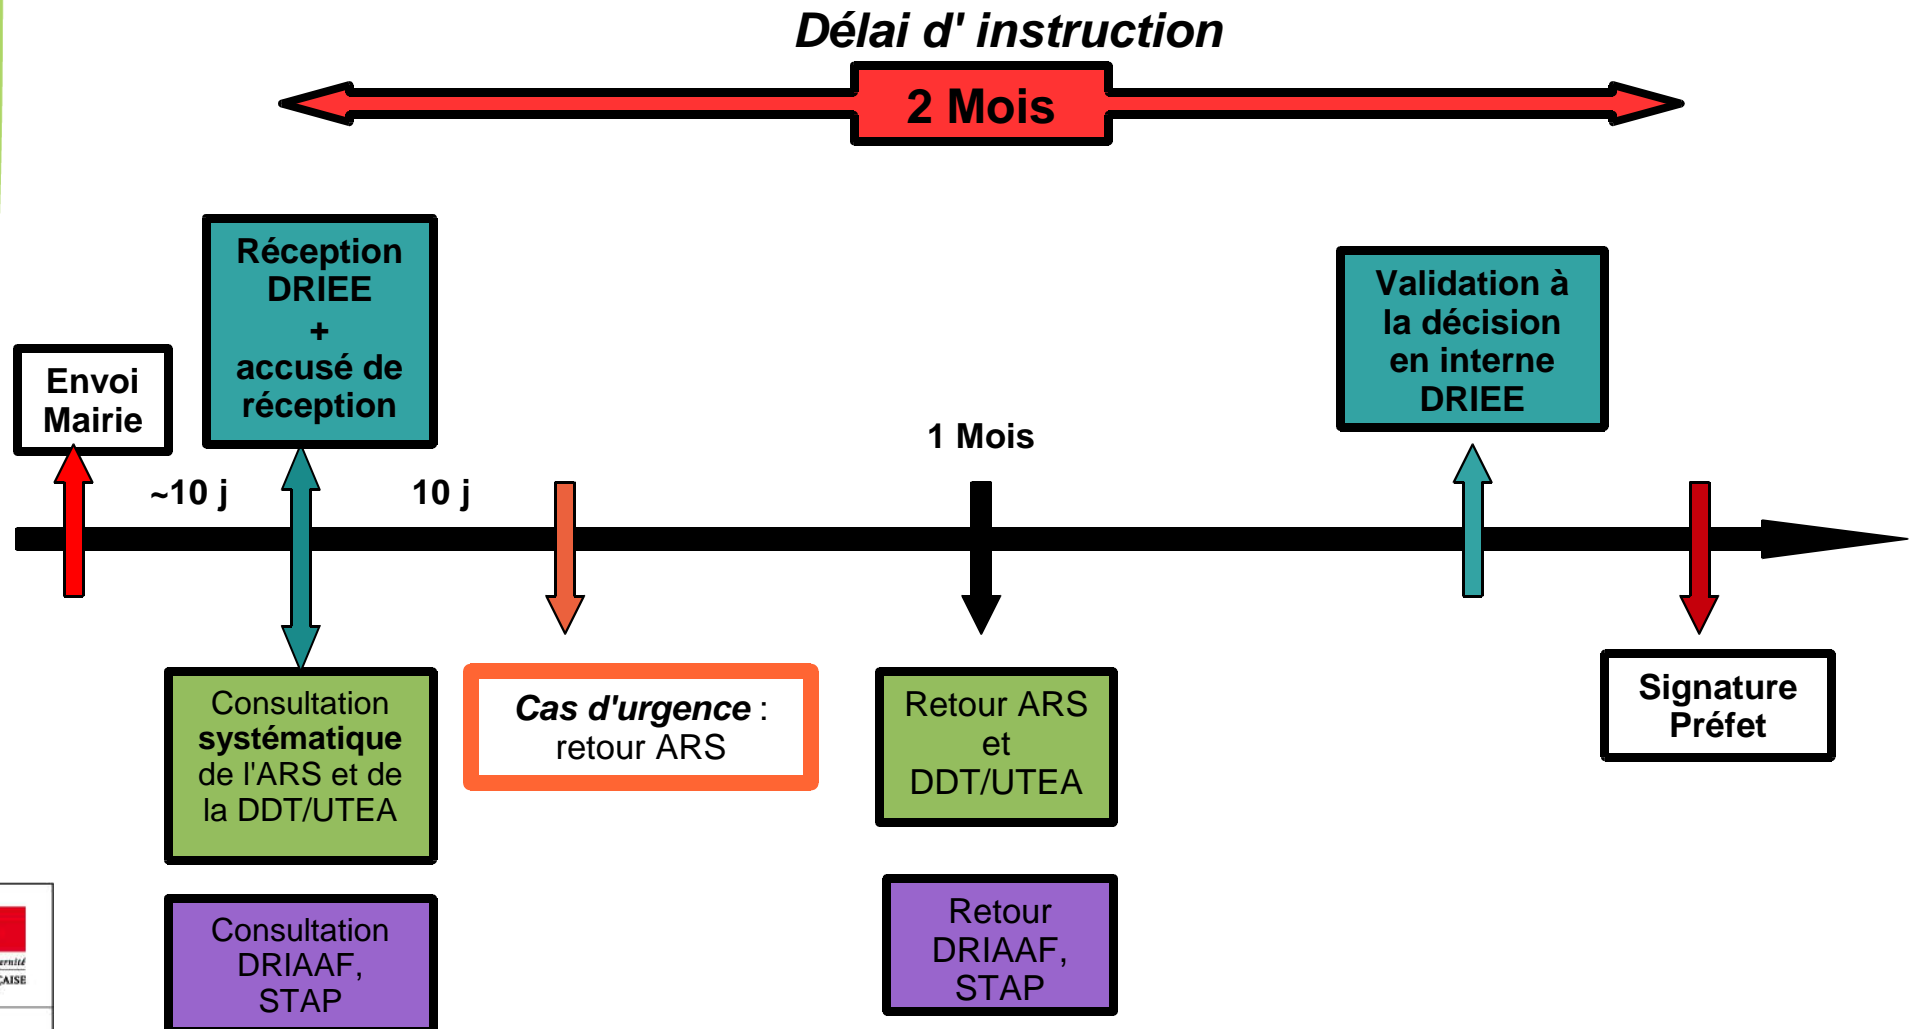 Délai d' instruction
2 Mois
Réception
DRIEE
+
accusé de
réception
Validation à
la décision
en interne
DRIEE
Envoi
Mairie
1 Mois
~10 j
10 j
Consultation
systématique
de l'ARS et de
la DDT/UTEA
Cas d'urgence :
retour ARS
Retour ARS
et
DDT/UTEA
Signature
Préfet
Consultation
DRIAAF,
STAP
Retour
DRIAAF,
STAP